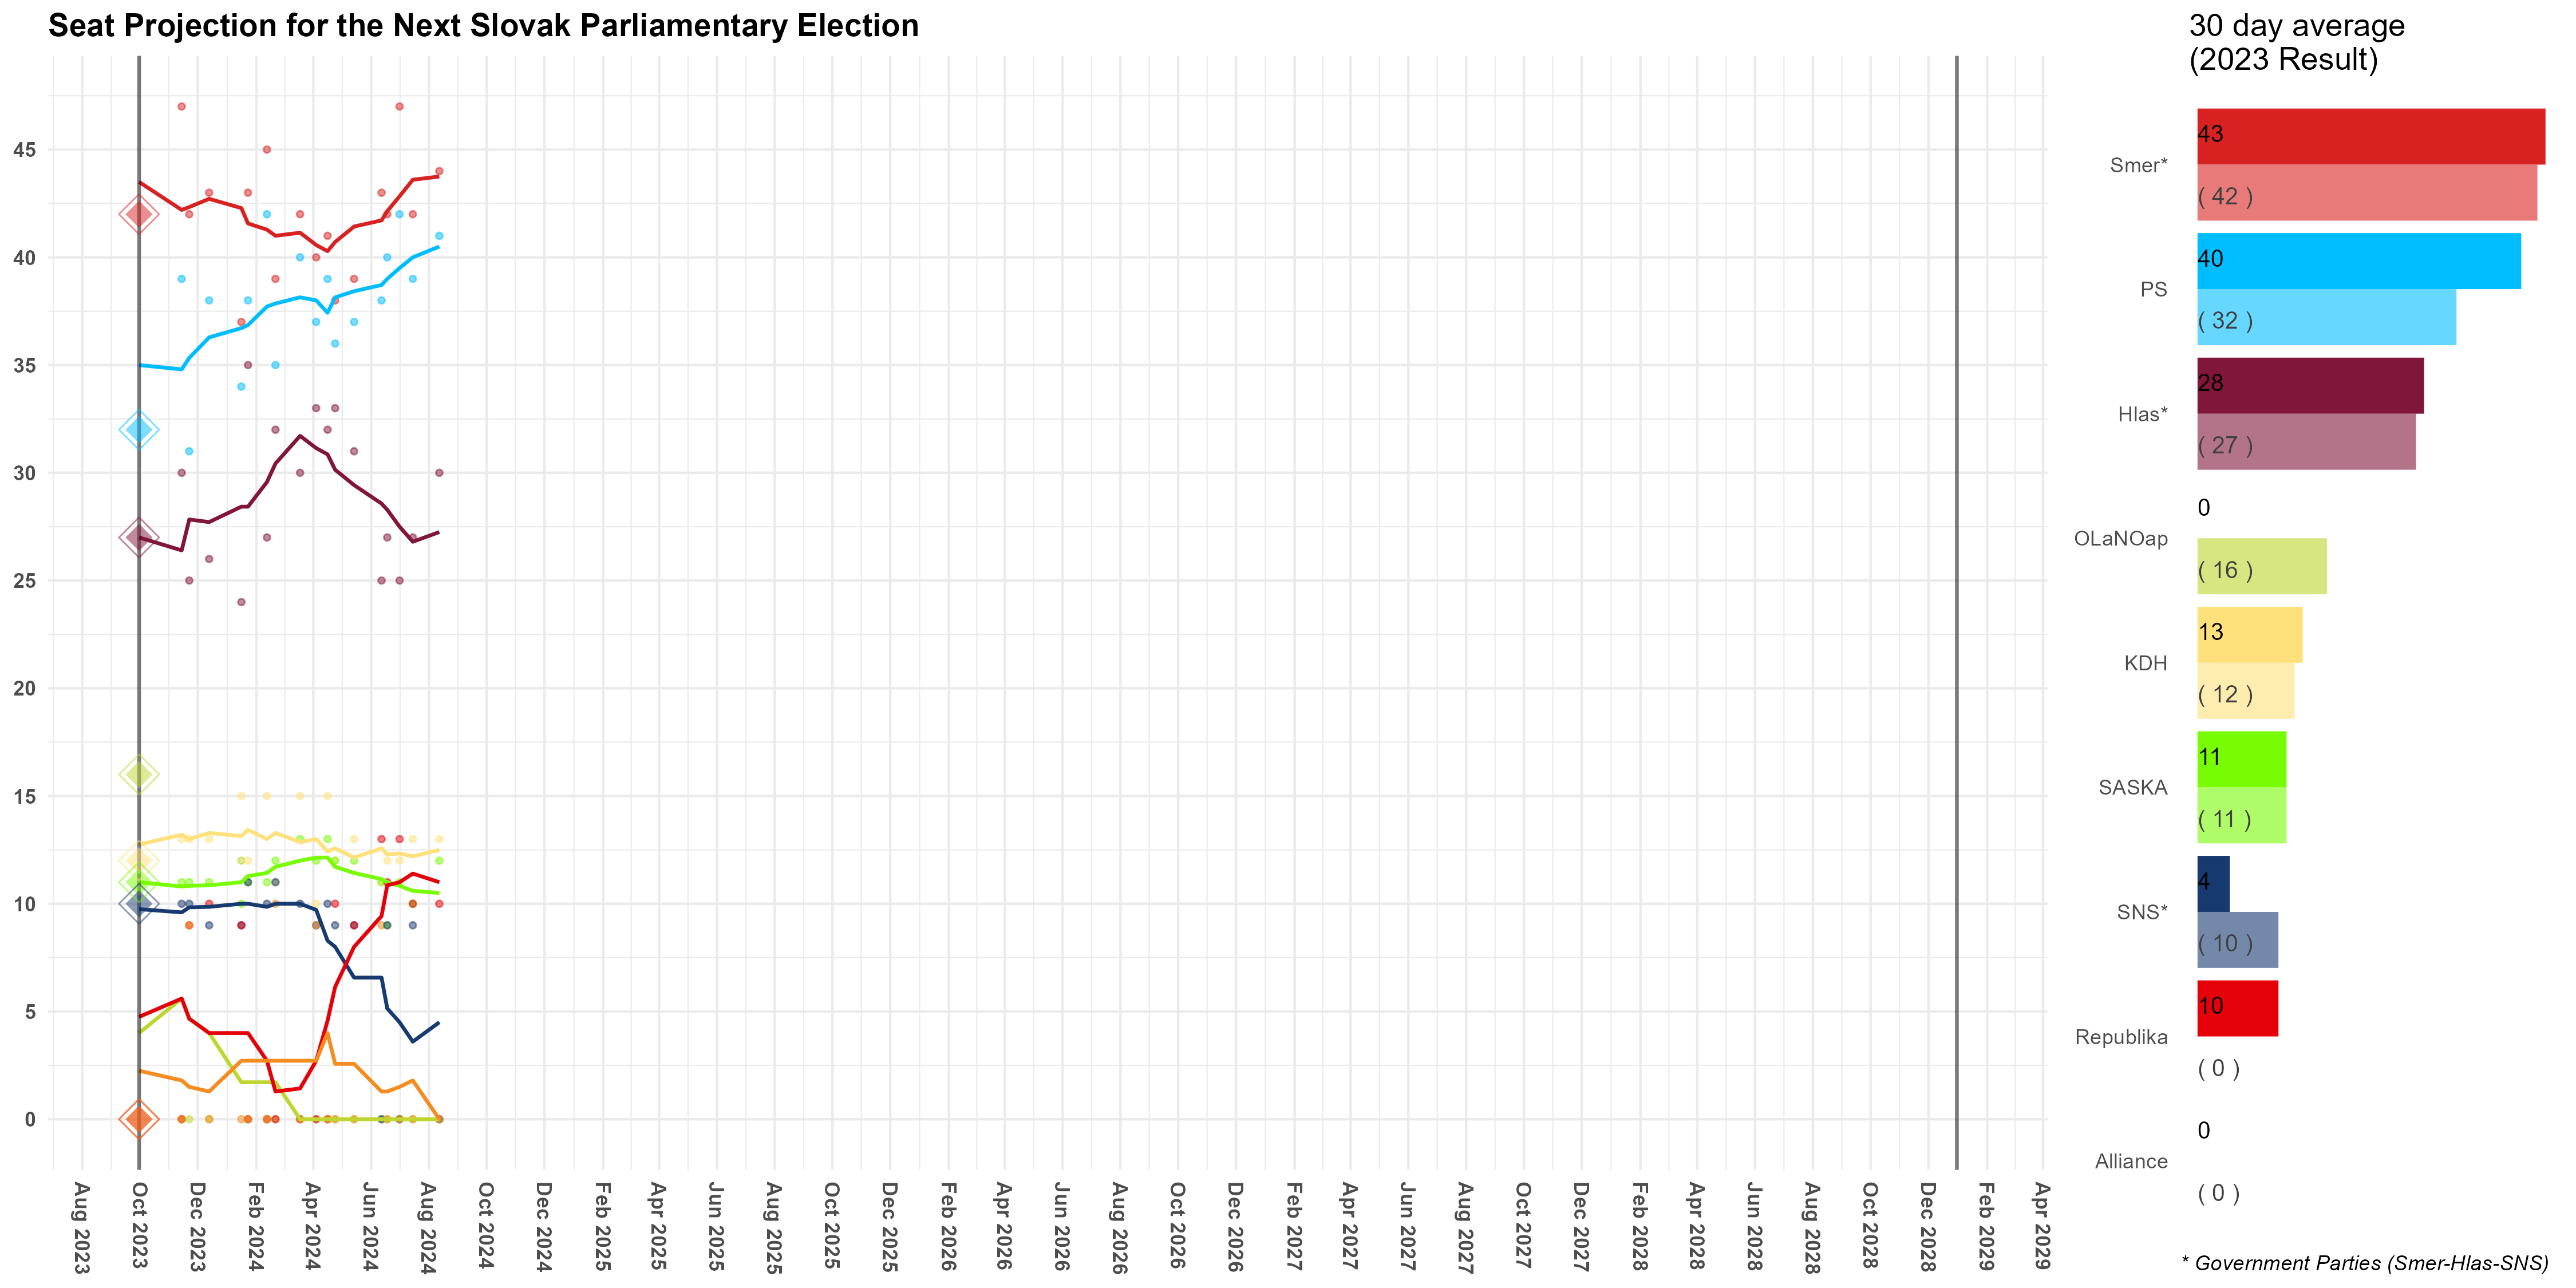 Seat Projection for the Next Slovak Parliamentary Election
30 day average
(2023 Result)
45
40
35
30
25
20
15
10
5
0
Aug 2023
Oct 2023
Dec 2023
Feb 2024
Apr 2024
Jun 2024
Aug 2024
Oct 2024
Dec 2024
Feb 2025
Apr 2025
Jun 2025
Aug 2025
Oct 2025
Dec 2025
Feb 2026
Apr 2026
Jun 2026
Aug 2026
Oct 2026
Dec 2026
Feb 2027
Apr 2027
Jun 2027
Aug 2027
Oct 2027
Dec 2027
Feb 2028
Apr 2028
Jun 2028
Aug 2028
Oct 2028
Dec 2028
Feb 2029
Apr 2029
Smer*
43
( 42 )
PS
40
( 32 )
Hlas*
28
( 27 )
OLaNOap
0
( 16 )
KDH
13
( 12 )
SASKA
11
( 11 )
SNS*
4
( 10 )
Republika
10
( 0 )
Alliance
0
( 0 )
* Government Parties (Smer-Hlas-SNS)